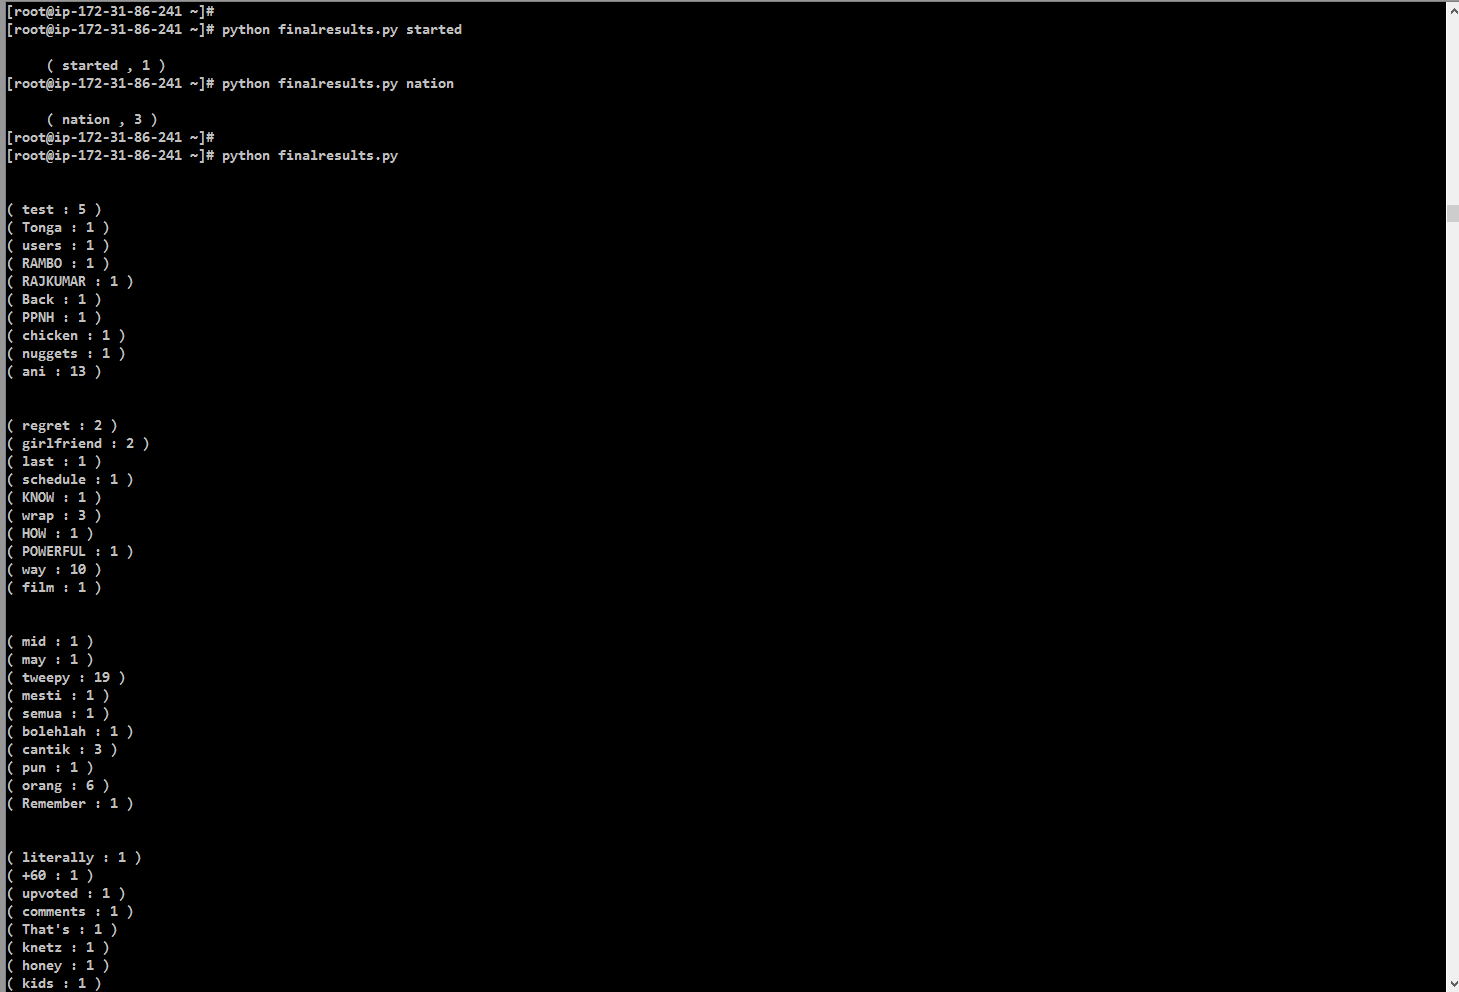 [root@ip-172-31-86-241 ~]#
[root@ip-172-31-86-241 ~]# python finalresults.py started
( started , 1 )
[root@ip-172-31-86-241 ~]# python finalresults.py nation
( nation , 3 )
[root@ip-172-31-86-241 ~]#
[root@ip-172-31-86-241 ~]# python finalresults.py
( test : 5 )
( Tonga : 1 )
( users : 1 )
( RAMBO : 1 )
( RAJKUMAR : 1 )
( Back : 1 )
( PPNH : 1 )
( chicken : 1 )
( nuggets : 1 )
( ani : 13 )
( regret : 2 )
( girlfriend : 2 )
( last : 1 )
( schedule : 1 )
( KNOW : 1 )
( wrap : 3 )
( HOW : 1 )
( POWERFUL : 1 )
( way : 10 )
( film : 1 )
( mid : 1 )
( may : 1 )
( tweepy : 19 )
( mesti : 1 )
( semua : 1 )
( bolehlah : 1 )
( cantik : 3 )
( pun : 1 )
( orang : 6 )
( Remember : 1 )
( literally : 1 )
( +60 : 1 )
( upvoted : 1 )
( comments : 1 )
( That's : 1 )
( knetz : 1 )
( honey : 1 )
( kids : 1 )